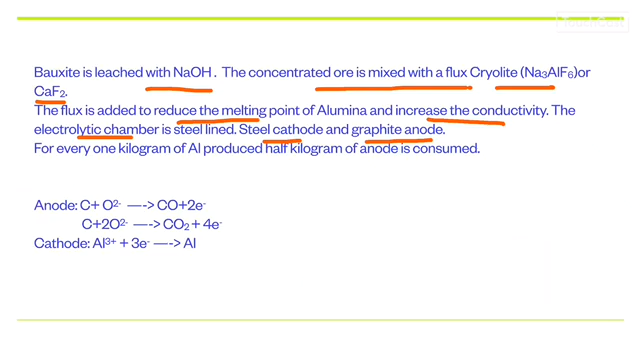 Bauxite is leached with NaOH . The concentrated ore is mixed with a flux Cryolite (Na₃AlF₆)or
CaF₂.
The flux is added to reduce the melting point of Alumina and increase the conductivity. The
electrolytic chamber is steel lined. Steel cathode and graphite anode.
For every one kilogram of Al produced half kilogram of anode is consumed.
Anode: C+ O²⁻ —-> CO+2e⁻
C+2O²⁻ —-> CO₂ + 4e⁻
Cathode: Al³⁺ + 3e⁻ —-> Al